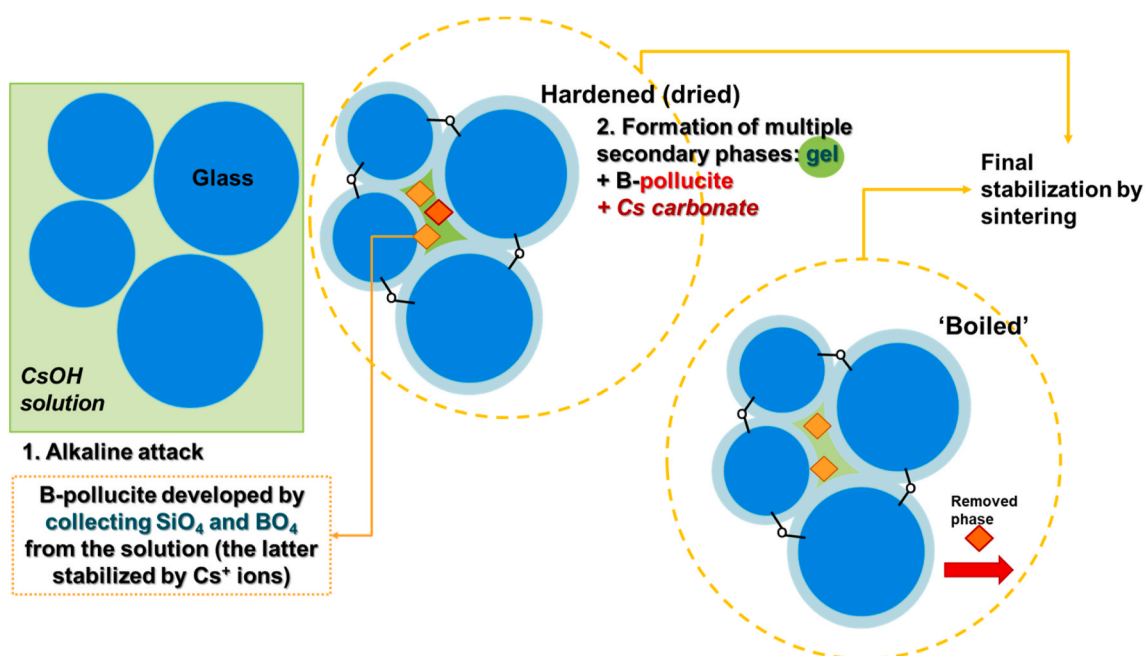 Glass
CsOH
solution
1. Alkaline attack
B-pollucite developed by
collecting SiO₄ and BO₄
from the solution (the latter
stabilized by Cs⁺ ions)
Hardened (dried)
2. Formation of multiple
secondary phases: gel
+ B-pollucite
+ Cs carbonate
O
O
O
O
Final
stabilization by
sintering
'Boiled'
O
O
O
O
Removed
phase